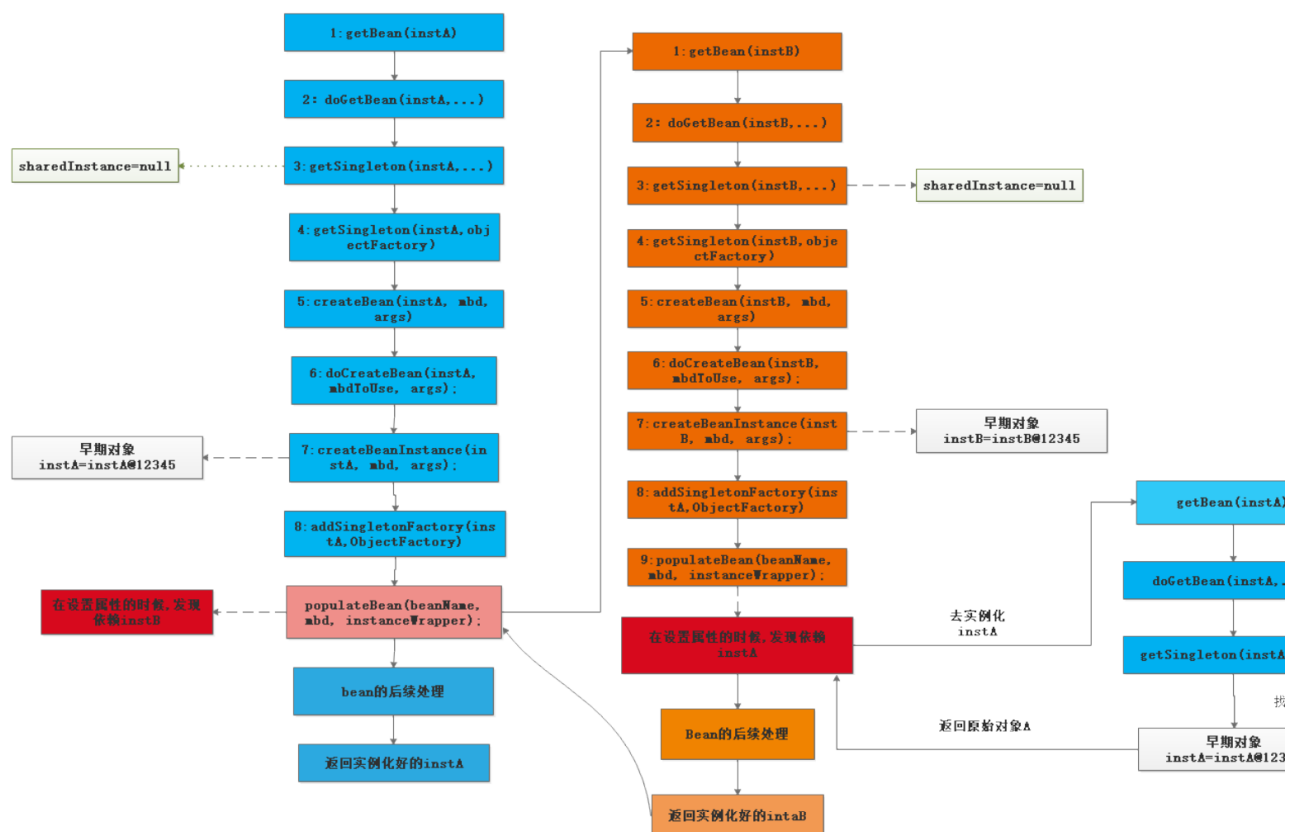 1:getBean(instA)
2: doGetBean(instA,...)
sharedInstance=null
3:getSingleton(instA,...)
4:getSingleton(instA,obj
ectFactory)
5:createBean(instA, mbd,
args)
6:doCreateBean(instA,
mbdToUse, args);
早期对象
instA=instA@12345
7:createBeanInstance(in
stA, mbd, args);
8:addSingletonFactory(ins
tA,ObjectFactory)
在设置属性的时候,发现
依赖instB
populateBean(beanName,
mbd, instanceWrapper);
bean的后续处理
返回实例化好的instA
1:getBean(instB)
2: doGetBean(instB,...)
3:getSingleton(instB,...)
sharedInstance=null
4:getSingleton(instB,obje
ctFactory)
5:createBean(instB, mbd,
args)
6:doCreateBean(instB,
mbdToUse, args);
7:createBeanInstance(inst
B, mbd, args);
早期对象
instB=instB@12345
8:addSingletonFactory(ins
tA,ObjectFactory)
9:populateBean(beanName,
mbd, instanceWrapper);
在设置属性的时候,发现依赖
instA
Bean的后续处理
返回实例化好的intaB
去实例化
instA
返回原始对象A
getBean(instA)
doGetBean(instA,..
getSingleton(instA
找
早期对象
instA=instA@123